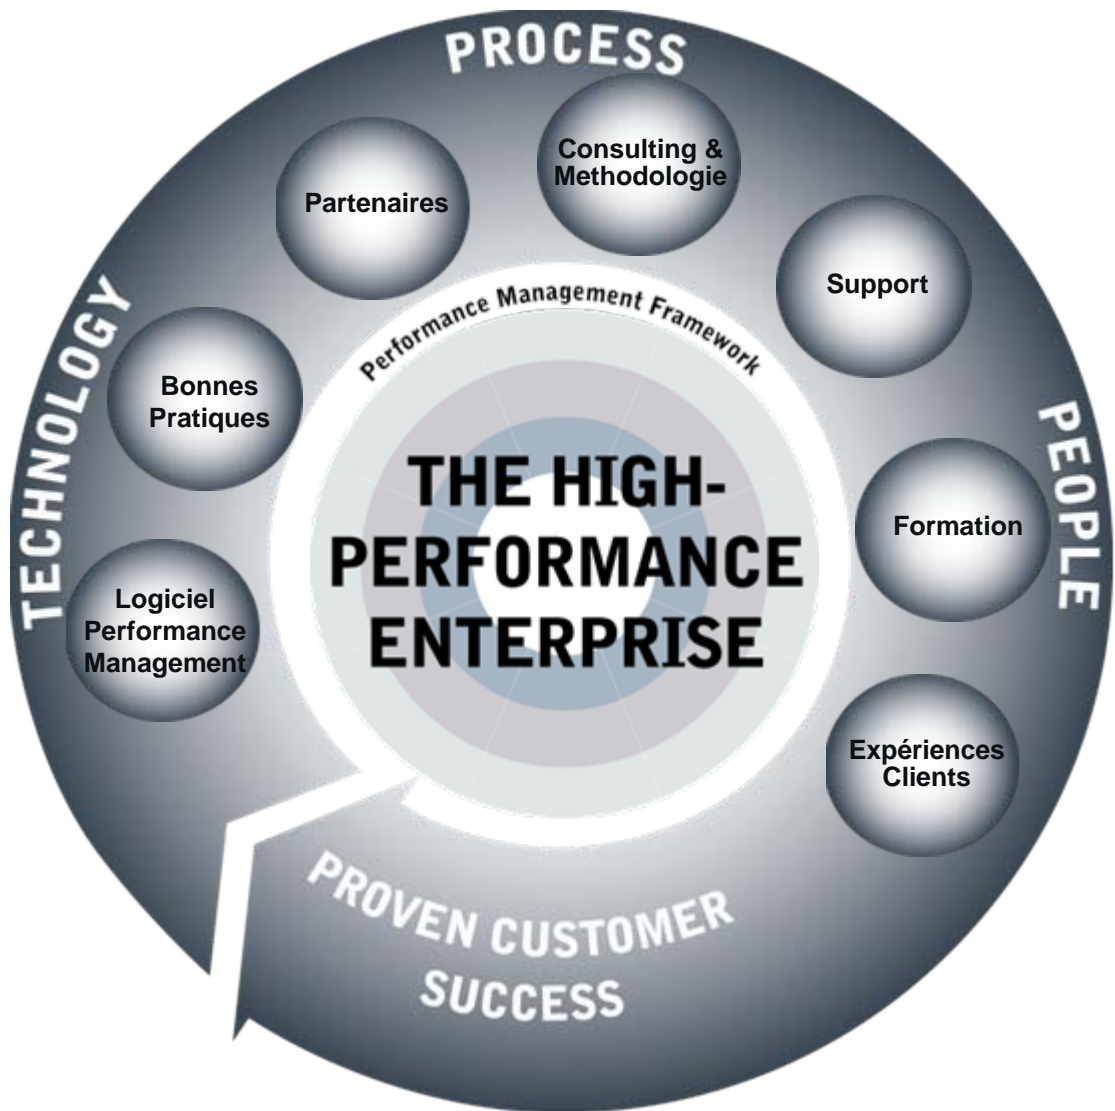 PROCESS
Consulting &
Methodologie
Partenaires
Support
Performance Management Framework
TECHNOLOGY
Bonnes
Pratiques
PEOPLE
THE HIGH-
PERFORMANCE
ENTERPRISE
Formation
Logiciel
Performance
Management
Expériences
Clients
PROVEN CUSTOMER
SUCCESS